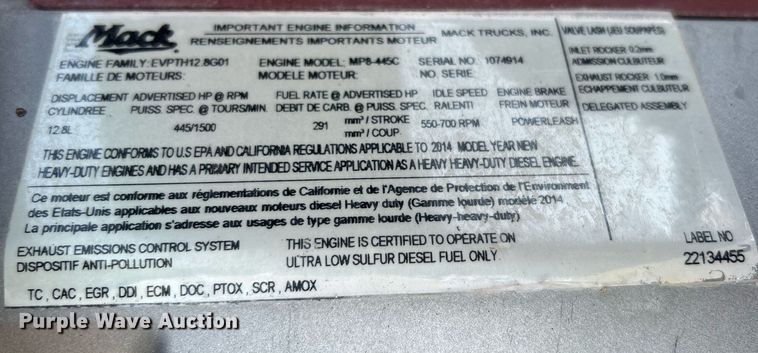 Mack
IMPORTANT ENGINE INFORMATION
RENSEIGNEMENTS IMPORTANTS MOTEUR
MACK TRUCKS, INC.
ENGINE FAMILY: EVPTH12.8G01 ENGINE MODEL: MP8-445C SERIAL NO. 1074914
FAMILLE DE MOTEURS: MODELE MOTEUR: NO. SERIE
DISPLACEMENT ADVERTISED HP @ RPM FUEL RATE @ ADVERTISED HP IDLE SPEED ENGINE BRAKE
CYLINDREE PUISS. SPEC. @ TOURS/MIN. DEBIT DE CARB. @ PUISS. SPEC. RALENTI FREIN MOTEUR
12.8L 445/1500 291 mm³ / STROKE 550-700 RPM POWERLEASH
mm³ / COUP
THIS ENGINE CONFORMS TO U.S EPA AND CALIFORNIA REGULATIONS APPLICABLE TO 2014 MODEL YEAR NEW
HEAVY-DUTY ENGINES AND HAS A PRIMARY INTENDED SERVICE APPLICATION AS A HEAVY HEAVY-DUTY DIESEL ENGINE.
Ce moteur est conforme aux réglementations de Californie et de l'Agence de Protection de l'Environment
des Etats-Unis applicables aux nouveaux moteurs diesel Heavy duty (Gamme lourde) modèle 2014
La principale application s'adresse aux usages de type gamme lourde (Heavy-heavy-duty)
EXHAUST EMISSIONS CONTROL SYSTEM THIS ENGINE IS CERTIFIED TO OPERATE ON
DISPOSITIF ANTI-POLLUTION ULTRA LOW SULFUR DIESEL FUEL ONLY.
TC , CAC , EGR , DDI , ECM , DOC , PTOX , SCR , AMOX
VALVE LASH (JEU SOUPAPES)
INLET ROCKER 0.2mm
ADMISSION CULBUTEUR
EXHAUST ROCKER 1.0mm
ECHAPPEMENT CULBUTEUR
DELEGATED ASSEMBLY
LABEL NO
22134455
Purple Wave Auction